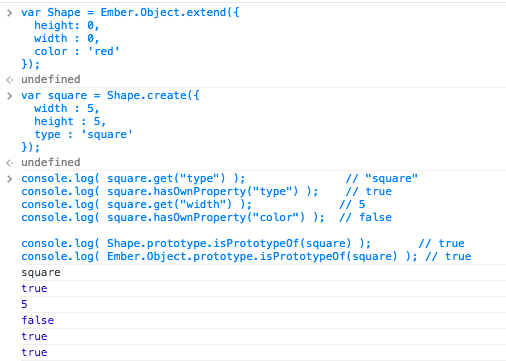 > var Shape = Ember.Object.extend({
    height: 0,
    width : 0,
    color : 'red'
  });
< undefined
> var square = Shape.create({
    width : 5,
    height : 5,
    type : 'square'
  });
< undefined
> console.log( square.get("type") );               // "square"
  console.log( square.hasOwnProperty("type") );    // true
  console.log( square.get("width") );             // 5
  console.log( square.hasOwnProperty("color") );  // false

  console.log( Shape.prototype.isPrototypeOf(square) );       // true
  console.log( Ember.Object.prototype.isPrototypeOf(square) ); // true
  square
  true
  5
  false
  true
  true